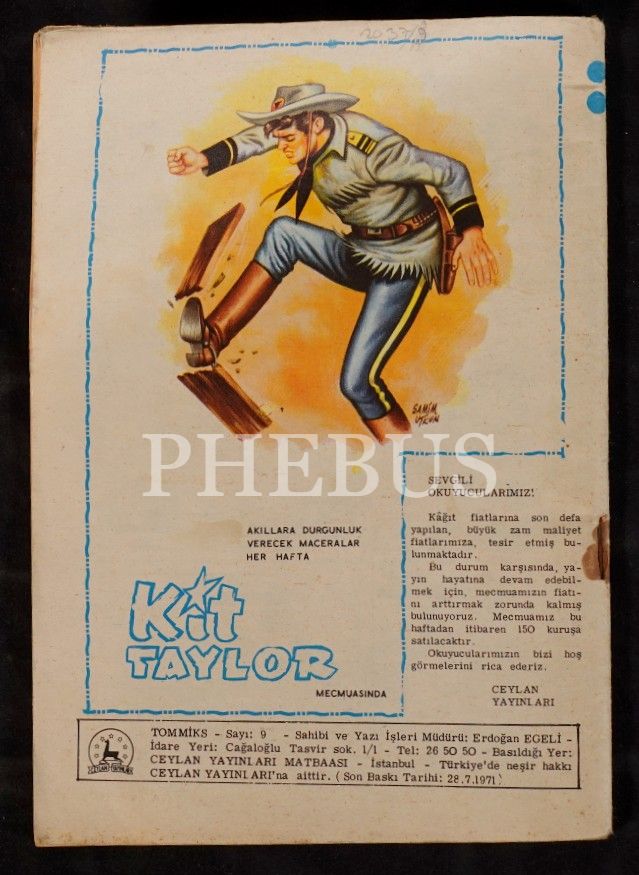 SAMİM
UTKUN
PHEBUS
AKILLARA DURGUNLUK
VERECEK MACERALAR
HER HAFTA
Kit
TAYLOR
MECMUASINDA
SEVGİLİ
OKUYUCULARIMIZ!
Kâğıt fiatlarına son defa
yapılan, büyük zam maliyet
fiatlarımıza, tesir etmiş bu-
lunmaktadır.
Bu durum karşısında, ya-
yın hayatına devam edebil-
mek için, mecmuamızın fiatı-
nı arttırmak zorunda kalmış
bulunuyoruz. Mecmuamız bu
haftadan itibaren 150 kuruşa
satılacaktır.
Okuyucularımızın bizi hoş
görmelerini rica ederiz.
CEYLAN
YAYINLARI
TOMMİKS - Sayı: 9 - Sahibi ve Yazı İşleri Müdürü: Erdoğan EGELİ -
İdare Yeri: Cağaloğlu Tasvir sok. 1/1 - Tel: 26 50 50 - Basıldığı Yer:
CEYLAN YAYINLARI MATBAASI - İstanbul - Türkiye'de neşir hakkı
CEYLAN YAYINLARI'na aittir. (Son Baskı Tarihi: 28.7.1971)
CEYLAN YAYINLARI